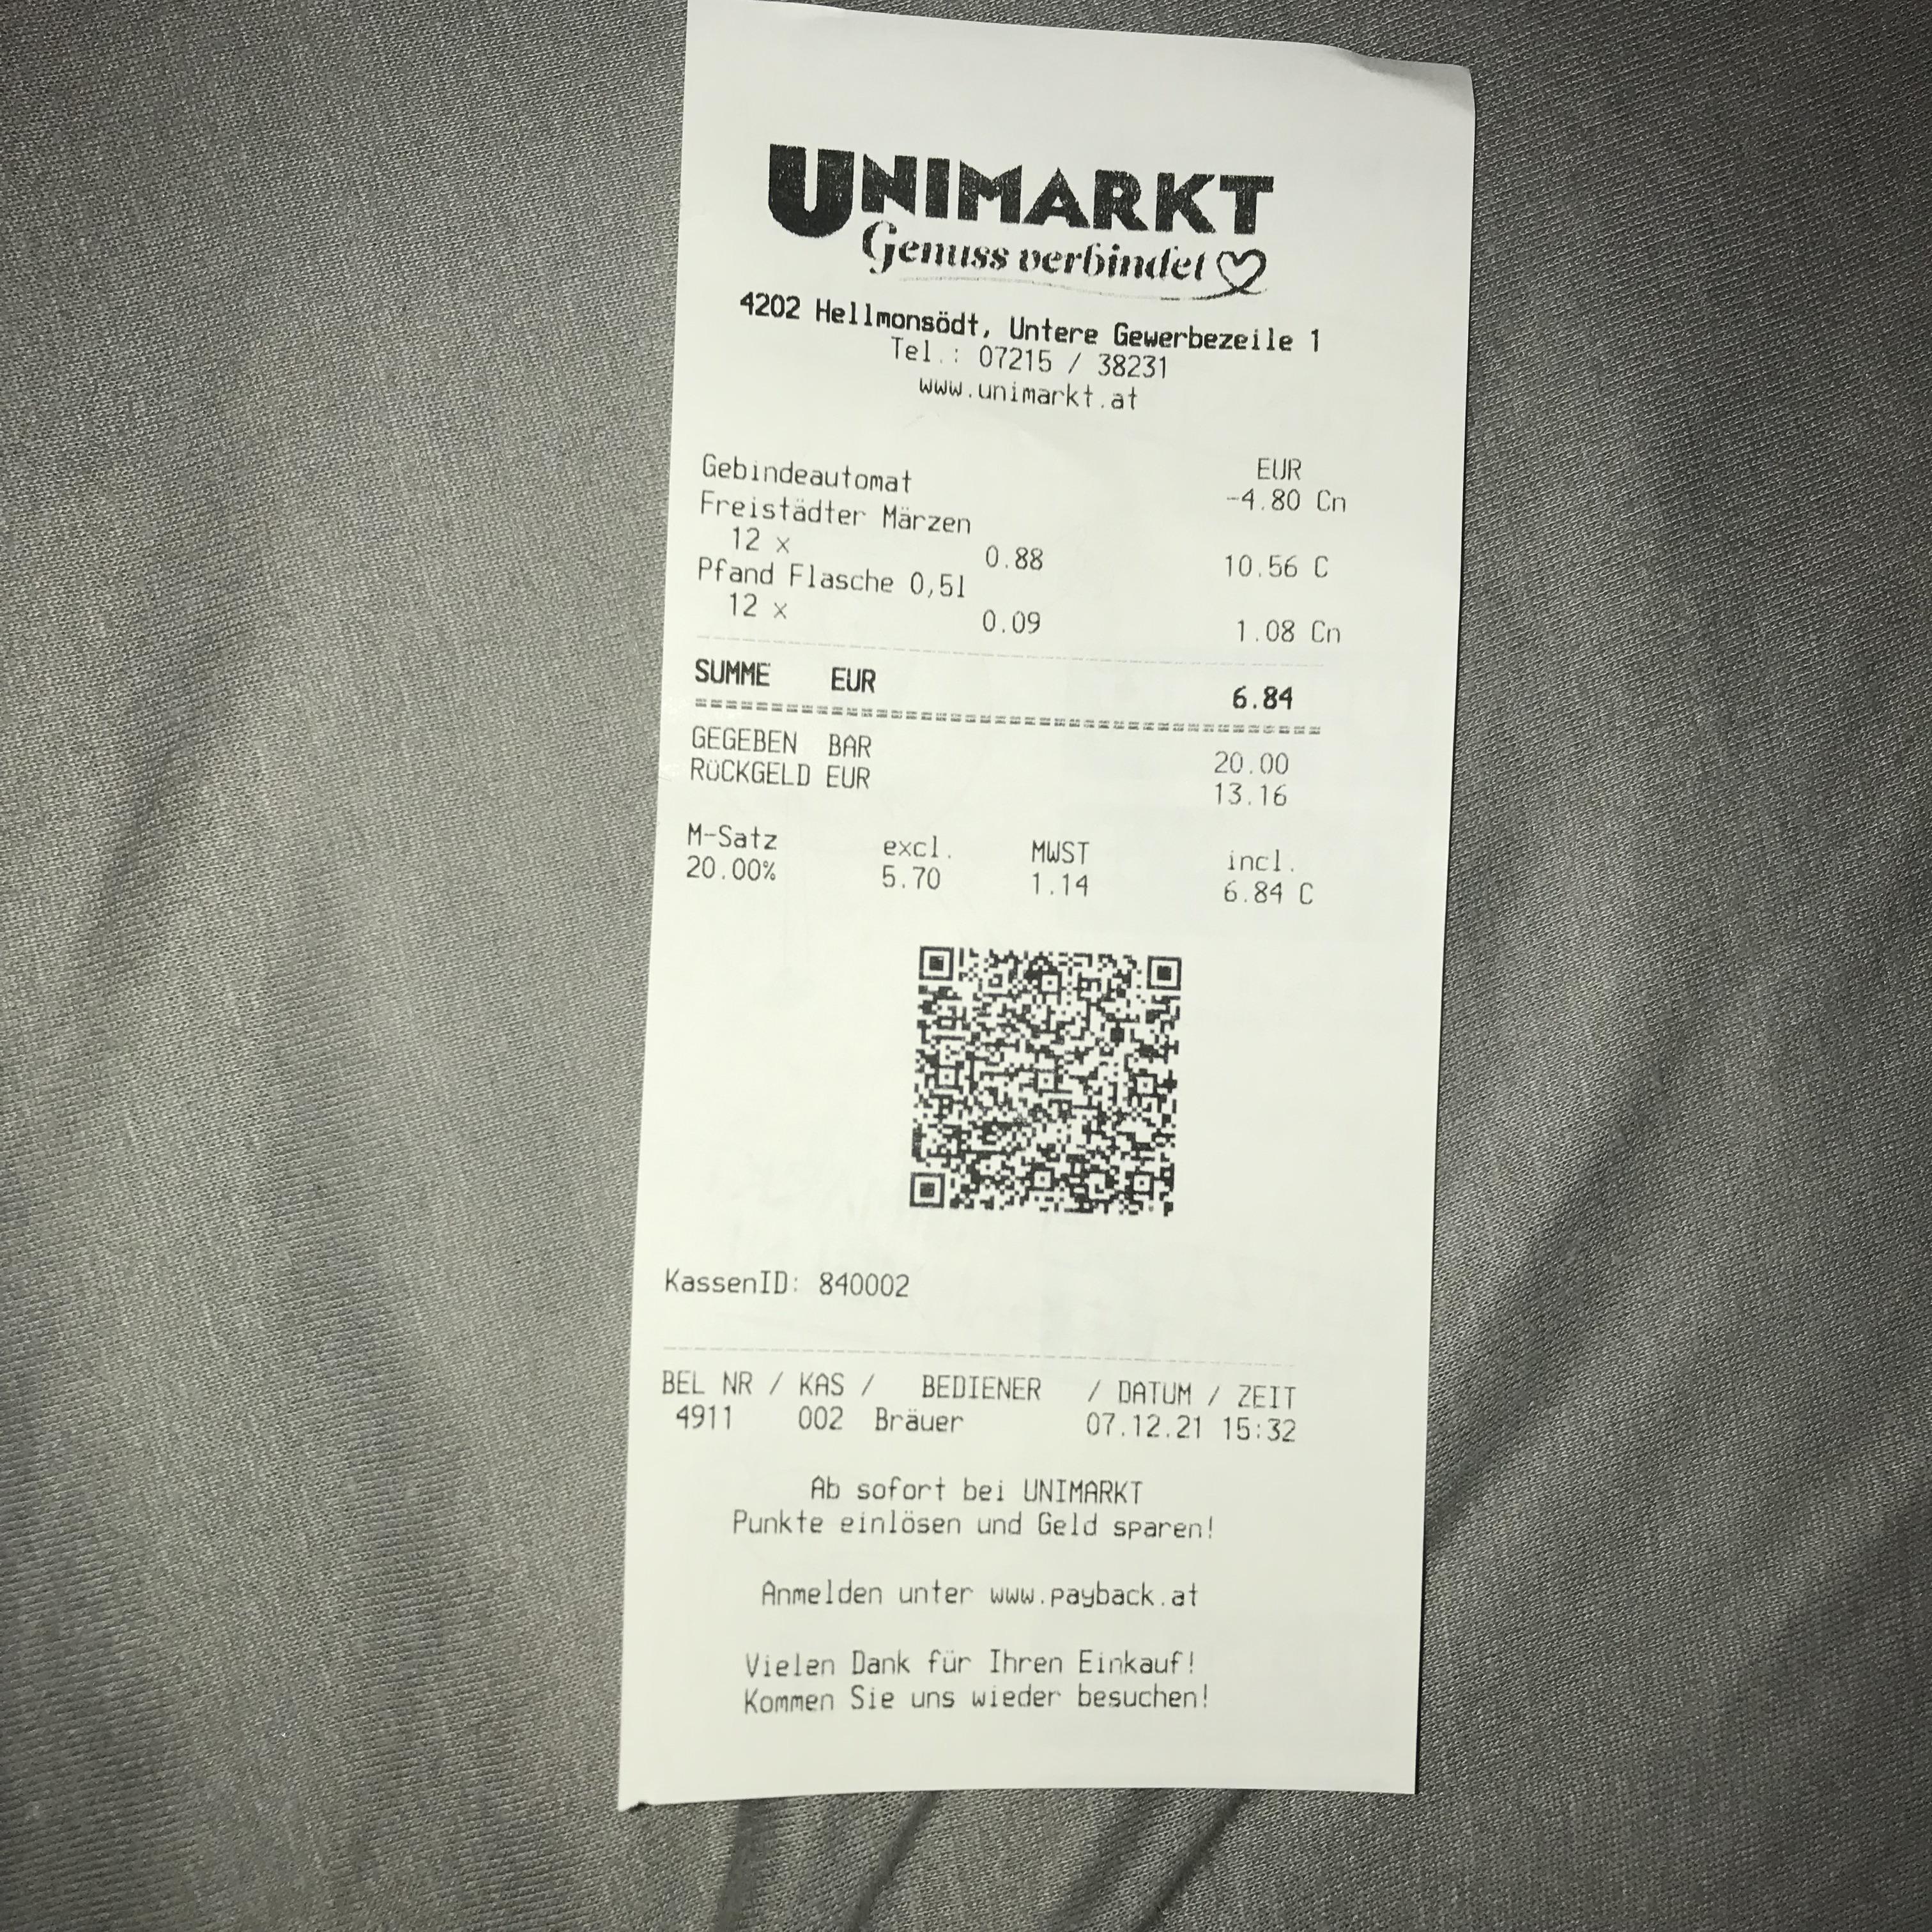 UNIMARKT
Genuss verbindet
4202 Hellmonsödt, Untere Gewerbezeile 1
Tel.: 07215 / 38231
www.unimarkt.at
EUR
Gebindeautomat -4.80 Cn
Freistädter Märzen
12 x 0.88 10.56 C
Pfand Flasche 0,5l
12 x 0.09 1.08 Cn
SUMME EUR 6.84
GEGEBEN BAR 20.00
RÜCKGELD EUR 13.16
M-Satz excl. MWST incl.
20.00% 5.70 1.14 6.84 C
KassenID: 840002
BEL NR / KAS / BEDIENER / DATUM / ZEIT
4911 002 Bräuer 07.12.21 15:32
Ab sofort bei UNIMARKT
Punkte einlösen und Geld sparen!
Anmelden unter www.payback.at
Vielen Dank für Ihren Einkauf!
Kommen Sie uns wieder besuchen!